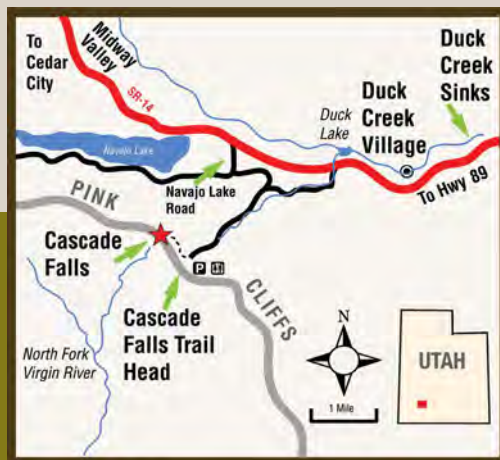 To
Cedar
City
Midway
Valley
SR-14
Duck
Creek
Sinks
Duck
Creek
Village
Duck
Lake
Navajo Lake
Navajo Lake
Road
To Hwy 89
PINK
CLIFFS
Cascade
Falls
P
Cascade
Falls Trail
Head
North Fork
Virgin River
N
1 Mile
UTAH